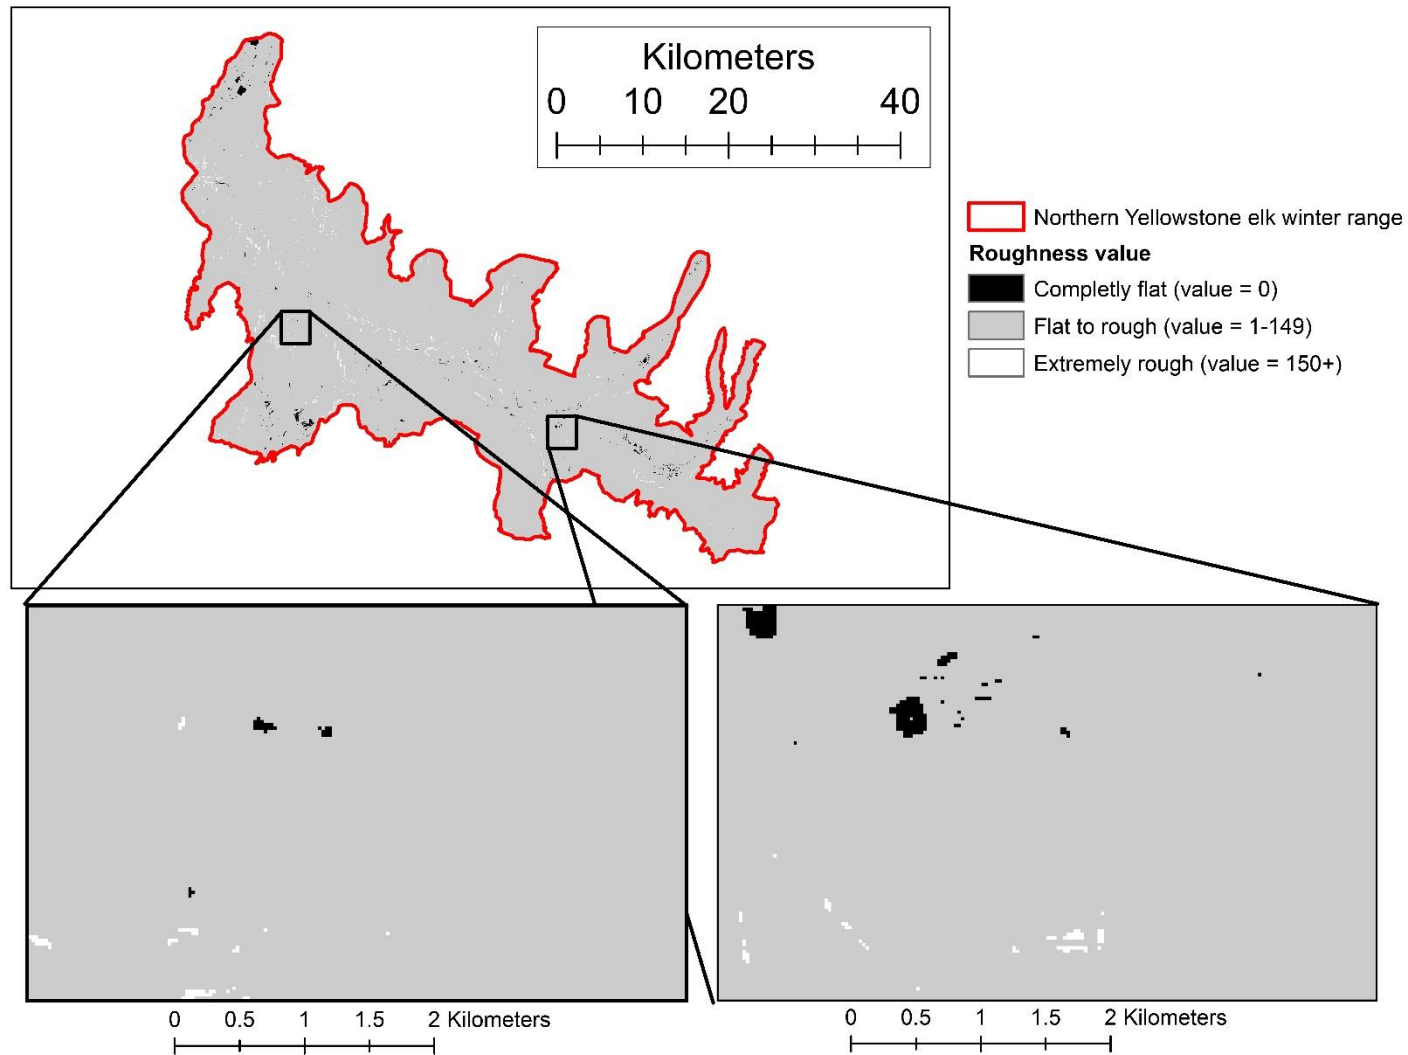 Kilometers
0 10 20 40
Northern Yellowstone elk winter range
Roughness value
Completly flat (value = 0)
Flat to rough (value = 1-149)
Extremely rough (value = 150+)
0 0.5 1 1.5 2 Kilometers
0 0.5 1 1.5 2 Kilometers